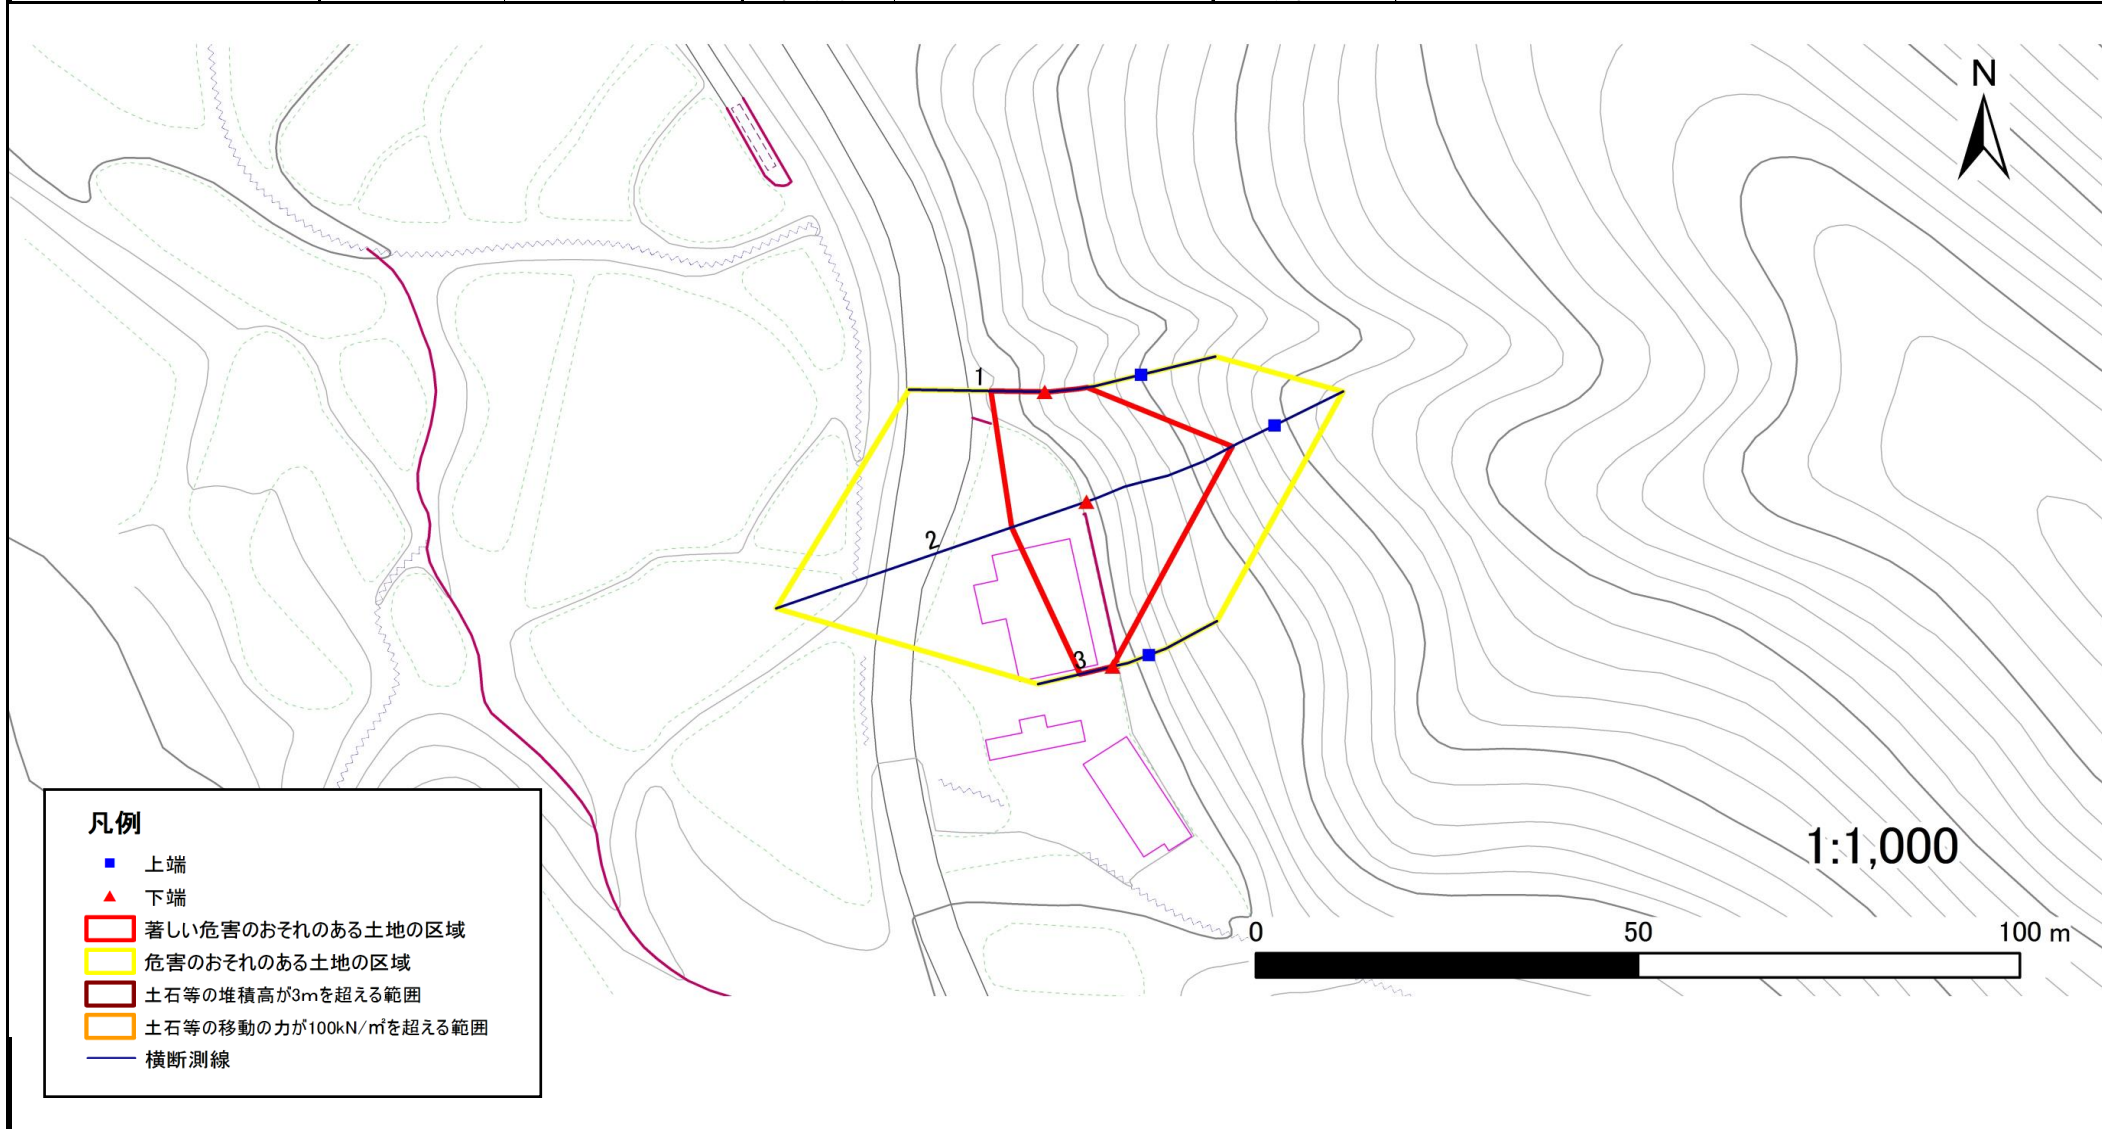 N
1
2
3
1:1,000
0 50 100 m
凡例
上端
下端
著しい危害のおそれのある土地の区域
危害のおそれのある土地の区域
土石等の堆積高が3mを超える範囲
土石等の移動の力が100kN/㎡を超える範囲
横断測線